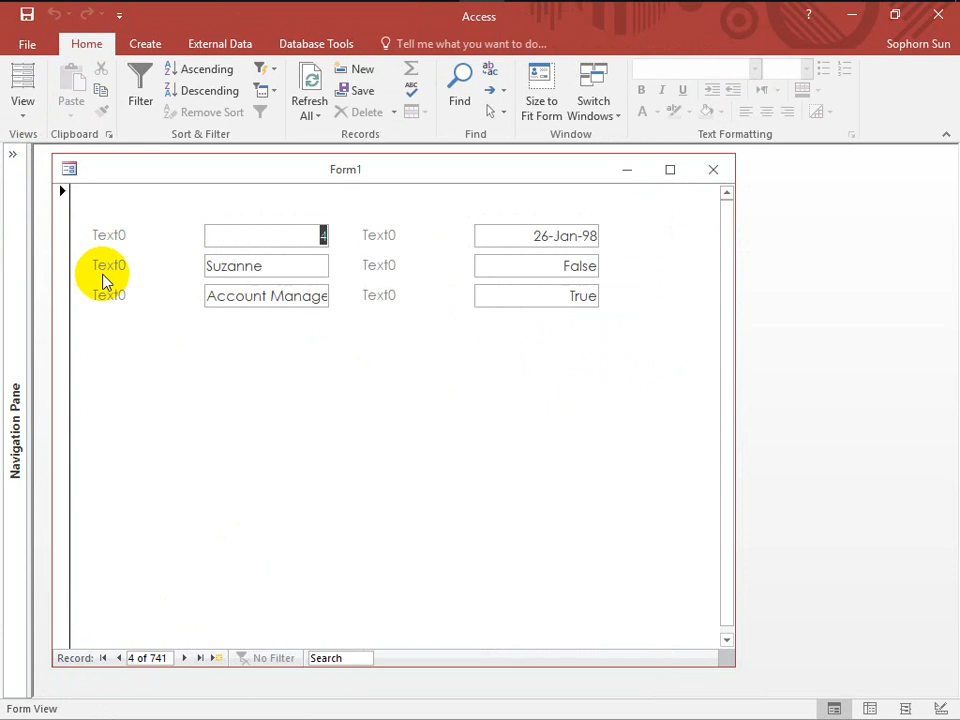 Access
?
Sophorn Sun
File
Home
Create
External Data
Database Tools
Tell me what you want to do...
View
Paste
Filter
Ascending
Descending
Remove Sort
Refresh
All
New
Save
Delete
Find
Size to
Fit Form
Switch
Windows
B I U
A
Views
Clipboard
Sort & Filter
Records
Find
Window
Text Formatting
Form1
Text0 4 Text0 26-Jan-98
Text0 Suzanne Text0 False
Text0 Account Manage Text0 True
Navigation Pane
Record: 4 of 741 No Filter Search
Form View